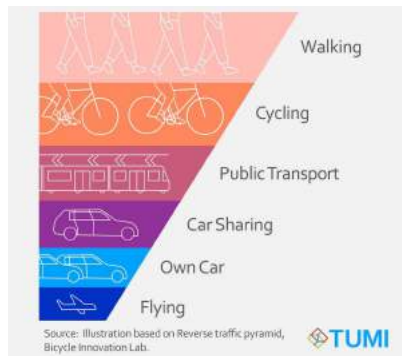 Walking
Cycling
Public Transport
Car Sharing
Own Car
Flying
Source: Illustration based on Reverse traffic pyramid,
Bicycle Innovation Lab.
TUMI